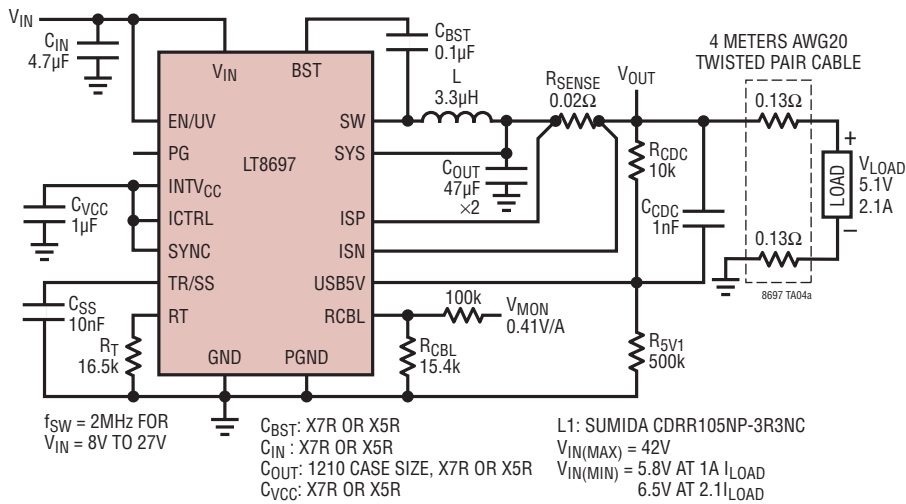 VIN
CIN
4.7µF
CBST
0.1µF
L
3.3µH
RSENSE
0.02Ω
VOUT
4 METERS AWG20
TWISTED PAIR CABLE
0.13Ω
VIN
BST
EN/UV
SW
PG
LT8697
SYS
COUT
47µF
×2
RCDC
10k
CCDC
1nF
LOAD
+
VLOAD
5.1V
2.1A
–
INTVCC
CVCC
1µF
ICTRL
ISP
SYNC
ISN
0.13Ω
8697 TA04a
TR/SS
USB5V
CSS
10nF
RT
RCBL
100k
VMON
0.41V/A
RT
16.5k
GND
PGND
RCBL
15.4k
R5V1
500k
fSW = 2MHz FOR
VIN = 8V TO 27V
CBST: X7R OR X5R
CIN : X7R OR X5R
COUT: 1210 CASE SIZE, X7R OR X5R
CVCC: X7R OR X5R
L1: SUMIDA CDRR105NP-3R3NC
VIN(MAX) = 42V
VIN(MIN) = 5.8V AT 1A ILOAD
6.5V AT 2.1ILOAD